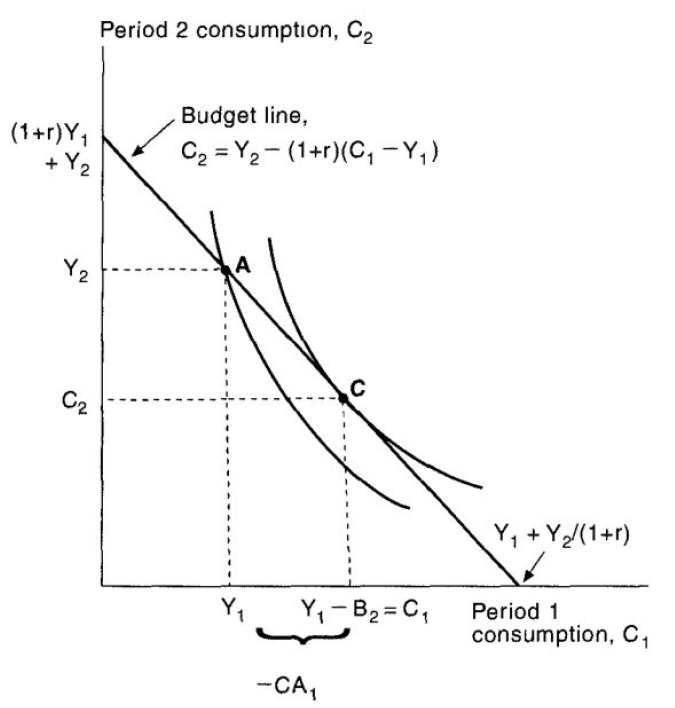 Period 2 consumption, C₂
Budget line,
C₂ = Y₂ − (1+r)(C₁ − Y₁)
(1+r)Y₁
+ Y₂
Y₂
A
C
C₂
Y₁ + Y₂/(1+r)
Y₁
Y₁ − B₂ = C₁
Period 1
consumption, C₁
−CA₁